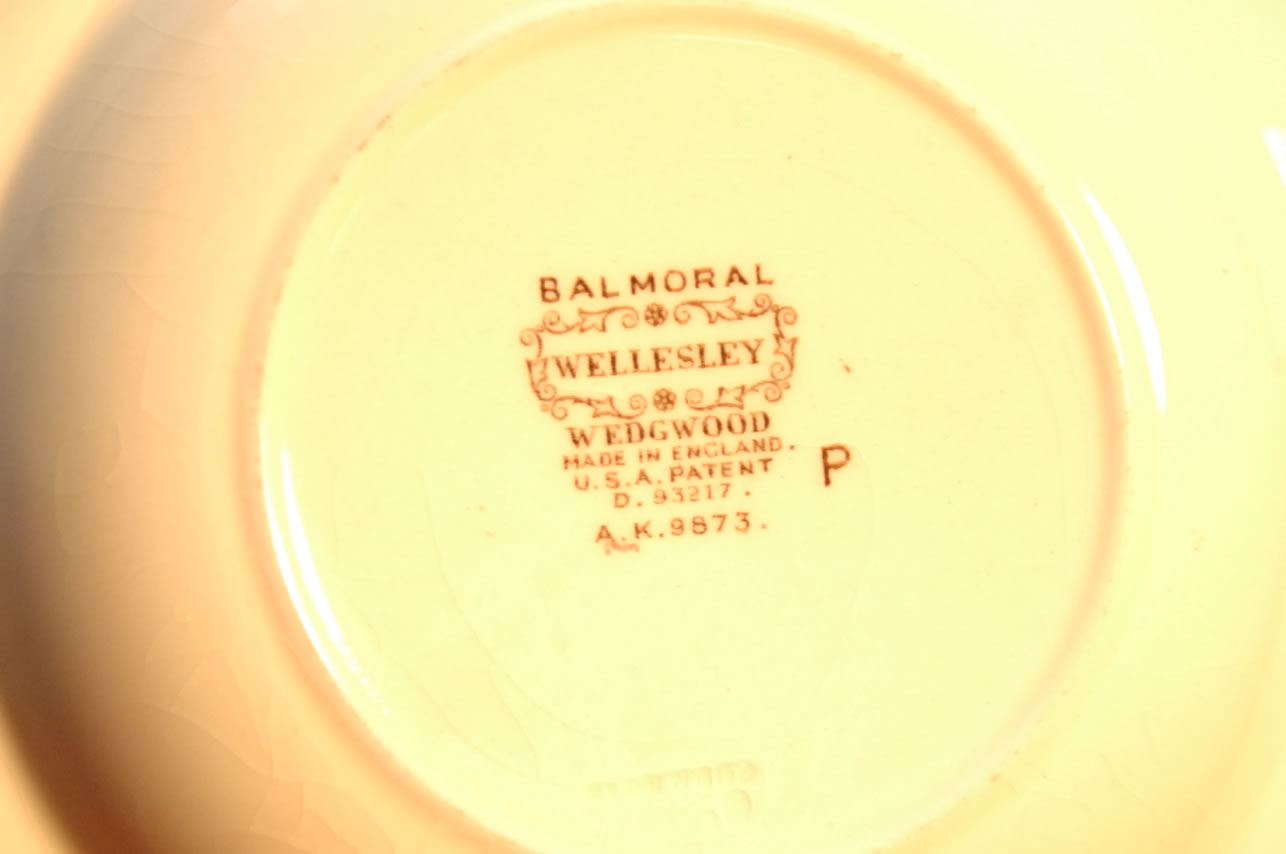 BALMORAL
WELLESLEY
WEDGWOOD
MADE IN ENGLAND.
U.S.A. PATENT
D. 93217.
A.K.9873.
P